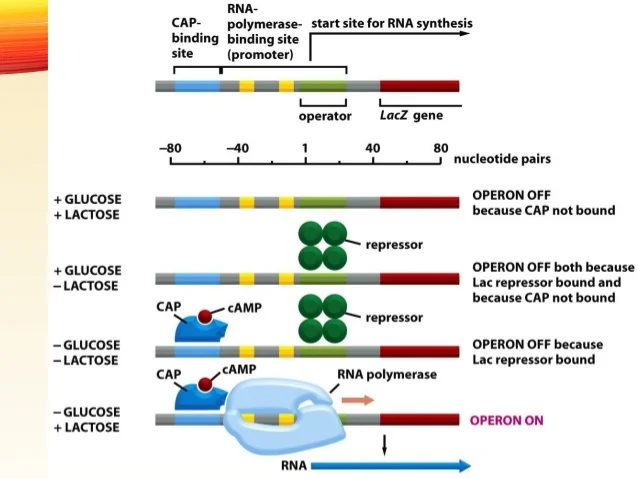 CAP-
binding
site
RNA-
polymerase-
binding site
(promoter)
start site for RNA synthesis
operator
LacZ gene
−80
−40
1
40
80
nucleotide pairs
+ GLUCOSE
+ LACTOSE
OPERON OFF
because CAP not bound
repressor
+ GLUCOSE
− LACTOSE
OPERON OFF both because
Lac repressor bound and
because CAP not bound
CAP
cAMP
repressor
− GLUCOSE
− LACTOSE
OPERON OFF because
Lac repressor bound
CAP
cAMP
RNA polymerase
− GLUCOSE
+ LACTOSE
OPERON ON
RNA